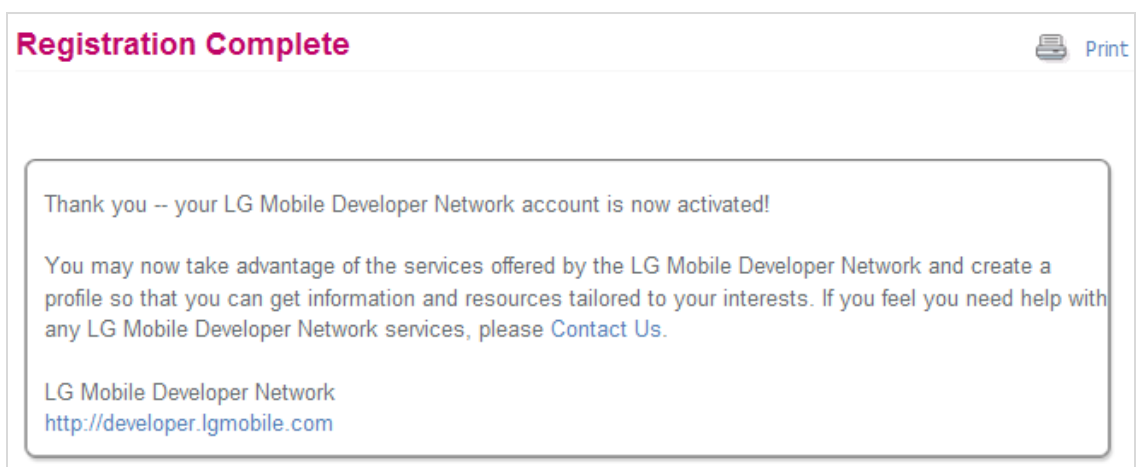 Registration Complete
Print
Thank you -- your LG Mobile Developer Network account is now activated!
You may now take advantage of the services offered by the LG Mobile Developer Network and create a
profile so that you can get information and resources tailored to your interests. If you feel you need help with
any LG Mobile Developer Network services, please Contact Us.
LG Mobile Developer Network
http://developer.lgmobile.com